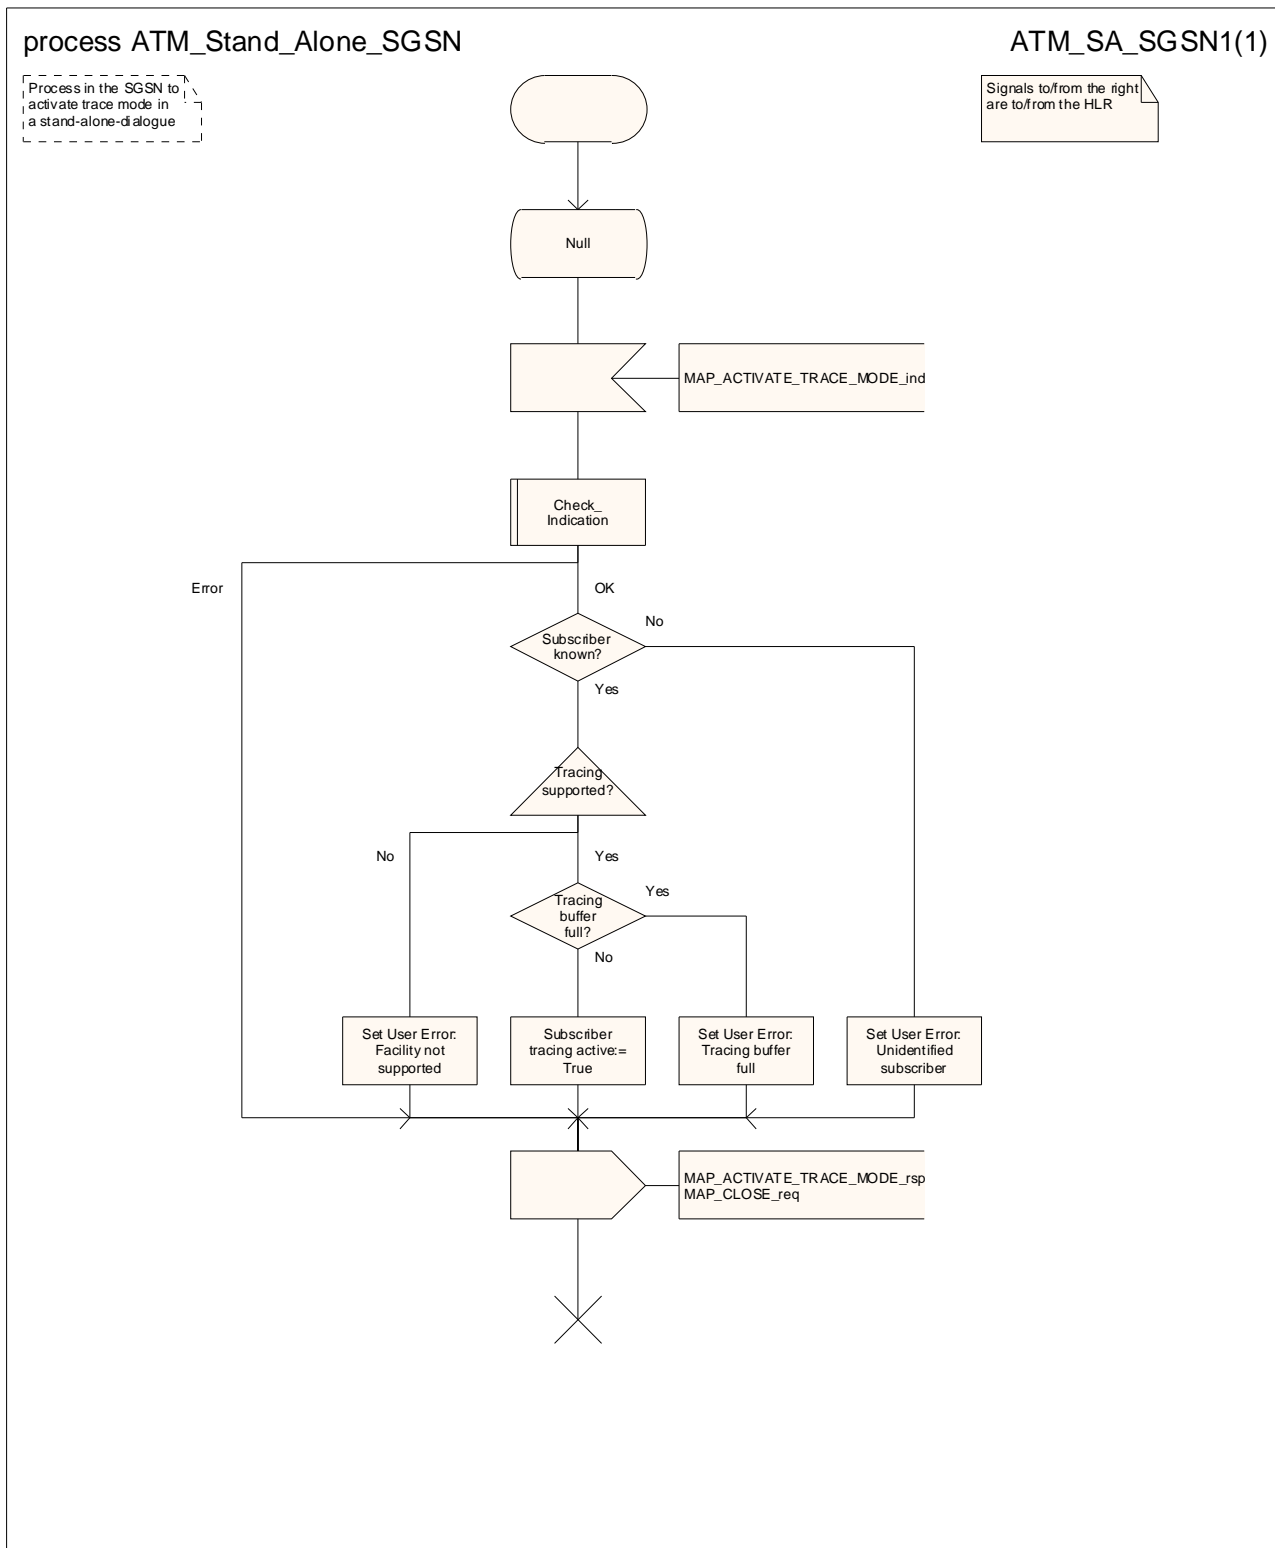 process ATM_Stand_Alone_SGSN
ATM_SA_SGSN1(1)
Process in the SGSN to
activate trace mode in
a stand-alone-dialogue
Signals to/from the right
are to/from the HLR
Null
MAP_ACTIVATE_TRACE_MODE_ind
Check_
Indication
Error
OK
No
Subscriber
known?
Yes
Tracing
supported?
No
Yes
Yes
Tracing
buffer
full?
No
Set User Error:
Facility not
supported
Subscriber
tracing active:=
True
Set User Error:
Tracing buffer
full
Set User Error:
Unidentified
subscriber
MAP_ACTIVATE_TRACE_MODE_rsp
MAP_CLOSE_req